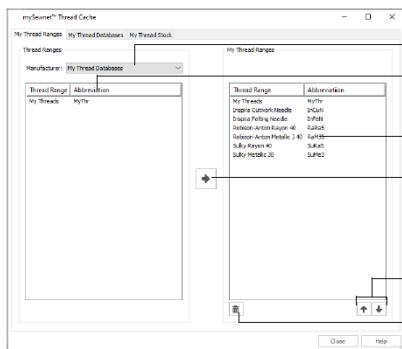 mySewnet™ Thread Cache
My Thread Ranges My Thread Databases My Thread Stock
Thread Ranges
Manufacturer: My Thread Databases
Thread Range Abbreviation
My Threads MyThr
My Thread Ranges
Thread Range Abbreviation
My Threads MyThr
Inspira Cutwork Needle InCuN
Inspira Felting Needle InFeN
Robison-Anton Rayon 40 RaRa5
Robison-Anton Metallic J 40 RaM35
Sulky Rayon 40 SuRa5
Sulky Metallic 30 SuMe3
Close Help